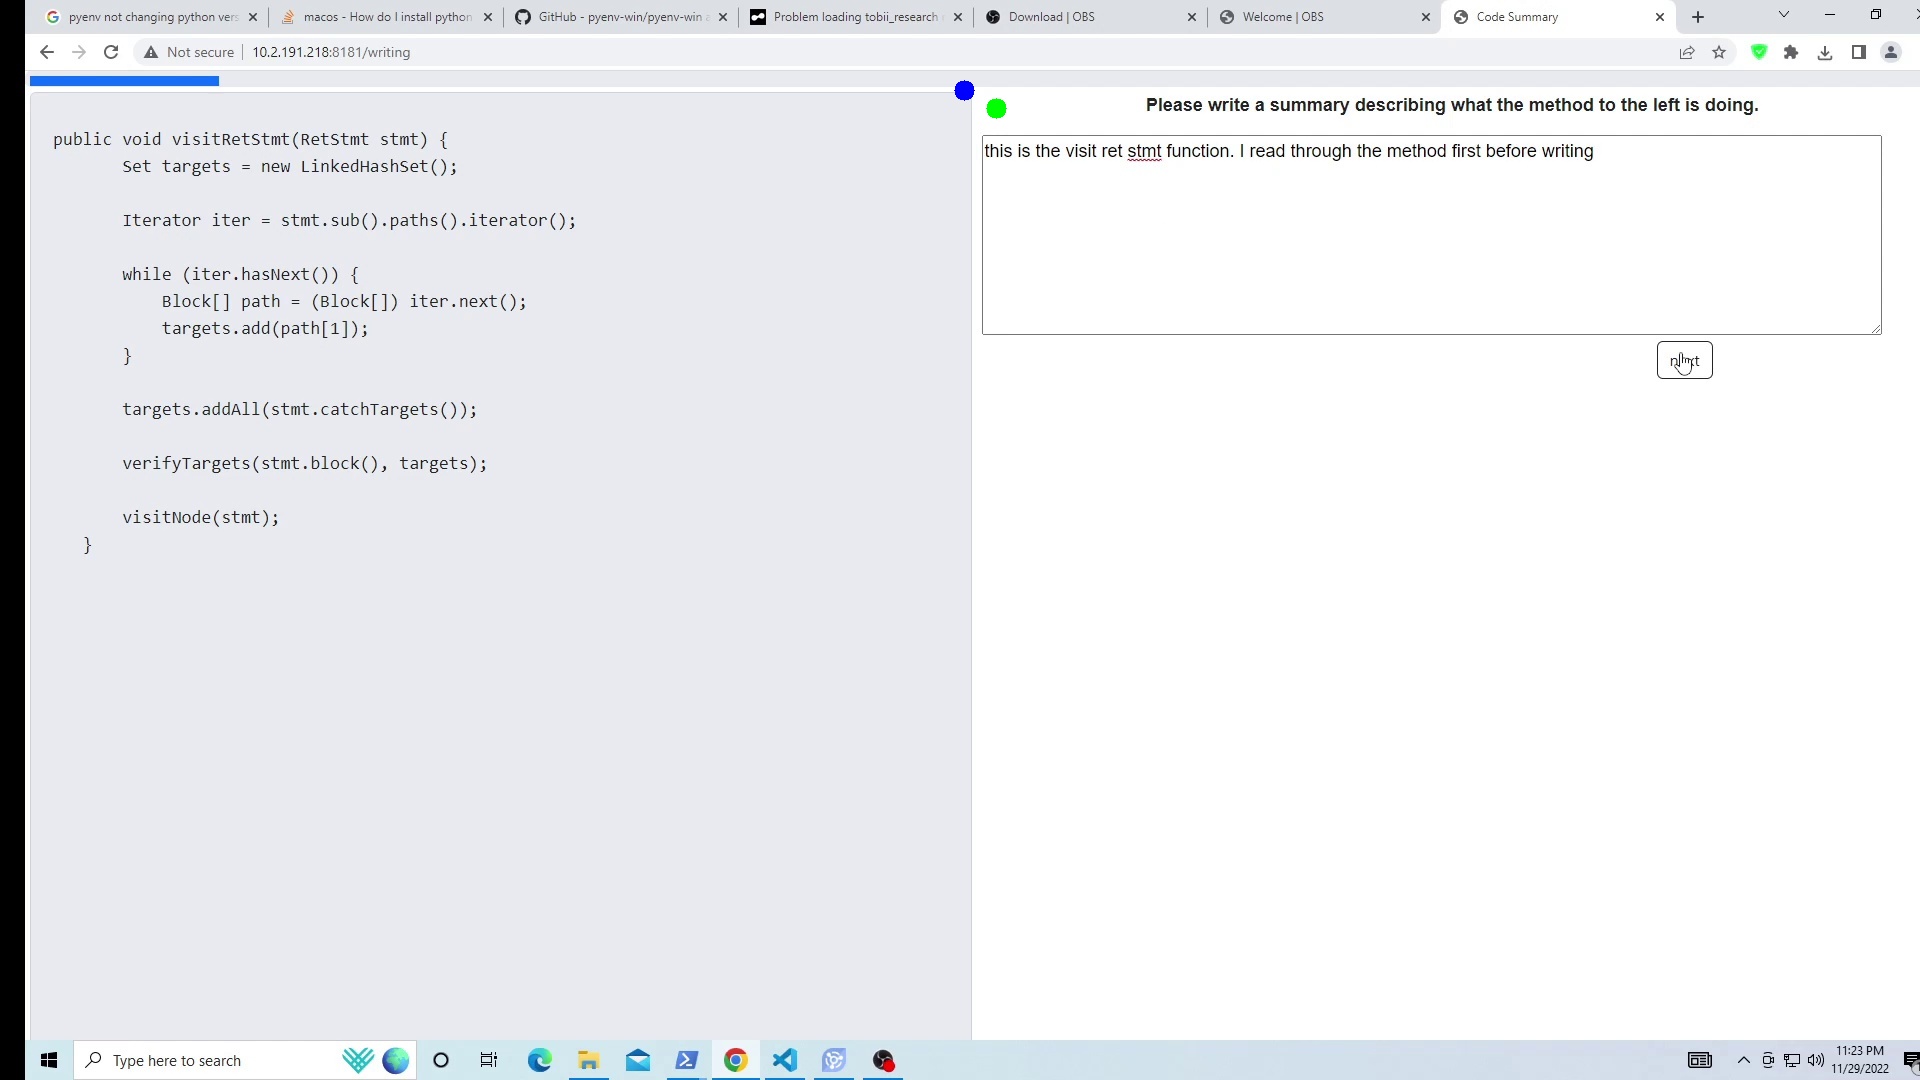 pyenv not changing python vers
macos - How do I install python
GitHub - pyenv-win/pyenv-win a
Problem loading tobii_research
Download | OBS
Welcome | OBS
Code Summary
Not secure
10.2.191.218:8181/writing
public void visitRetStmt(RetStmt stmt) {
Set targets = new LinkedHashSet();
Iterator iter = stmt.sub().paths().iterator();
while (iter.hasNext()) {
Block[] path = (Block[]) iter.next();
targets.add(path[1]);
}
targets.addAll(stmt.catchTargets());
verifyTargets(stmt.block(), targets);
visitNode(stmt);
}
Please write a summary describing what the method to the left is doing.
this is the visit ret stmt function. I read through the method first before writing
next
Type here to search
11:23 PM
11/29/2022